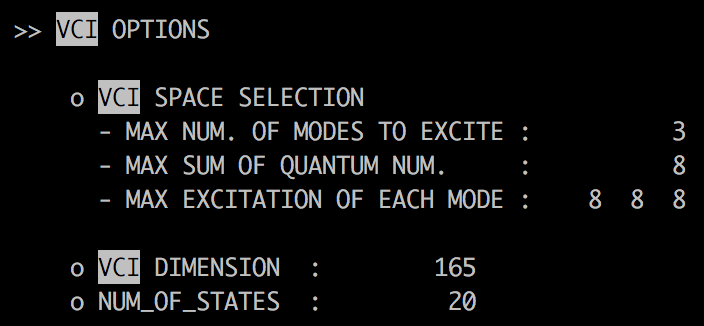 >> VCI OPTIONS
o VCI SPACE SELECTION
- MAX NUM. OF MODES TO EXCITE : 3
- MAX SUM OF QUANTUM NUM. : 8
- MAX EXCITATION OF EACH MODE : 8 8 8
o VCI DIMENSION : 165
o NUM_OF_STATES : 20